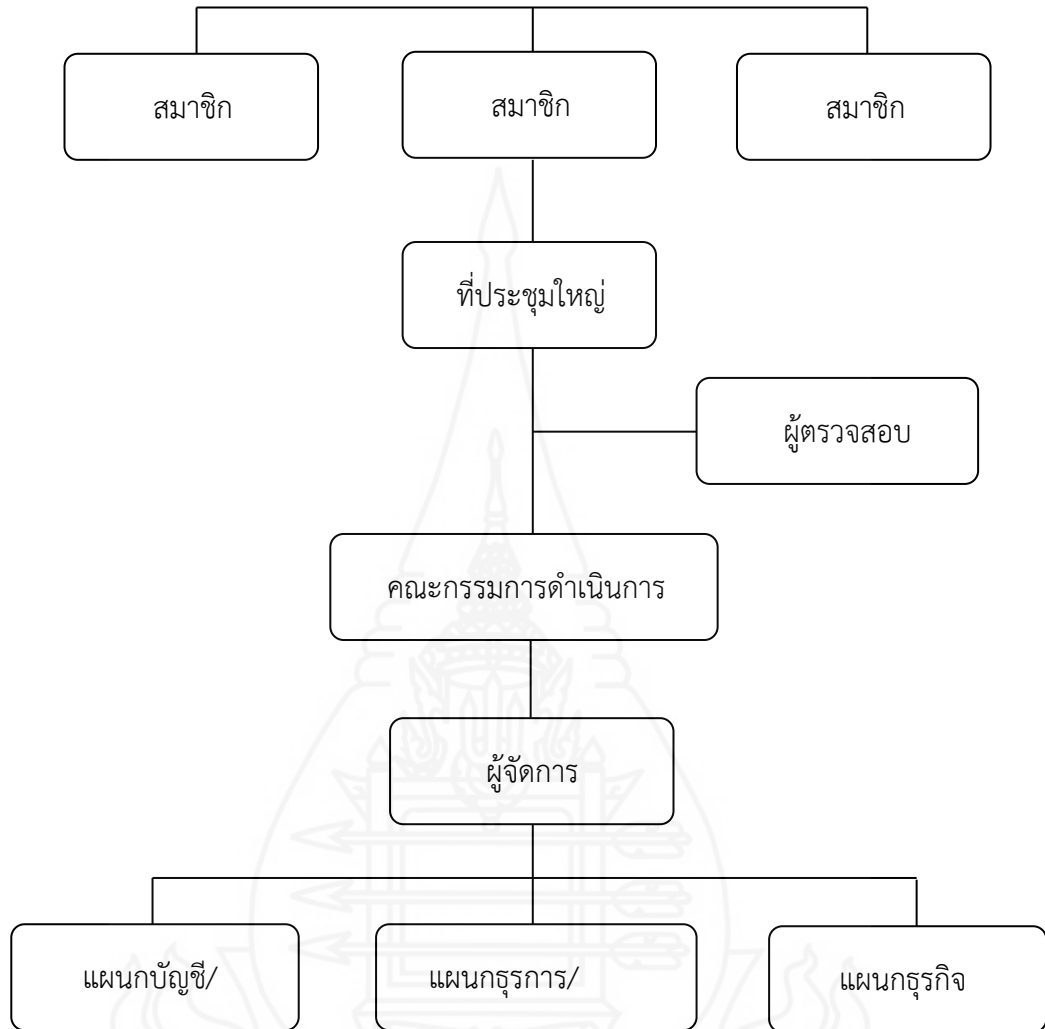 สมาชิก
สมาชิก
สมาชิก
ที่ประชุมใหญ่
ผู้ตรวจสอบ
คณะกรรมการดำเนินการ
ผู้จัดการ
แผนกบัญชี/
แผนกธุรการ/
แผนกธุรกิจ